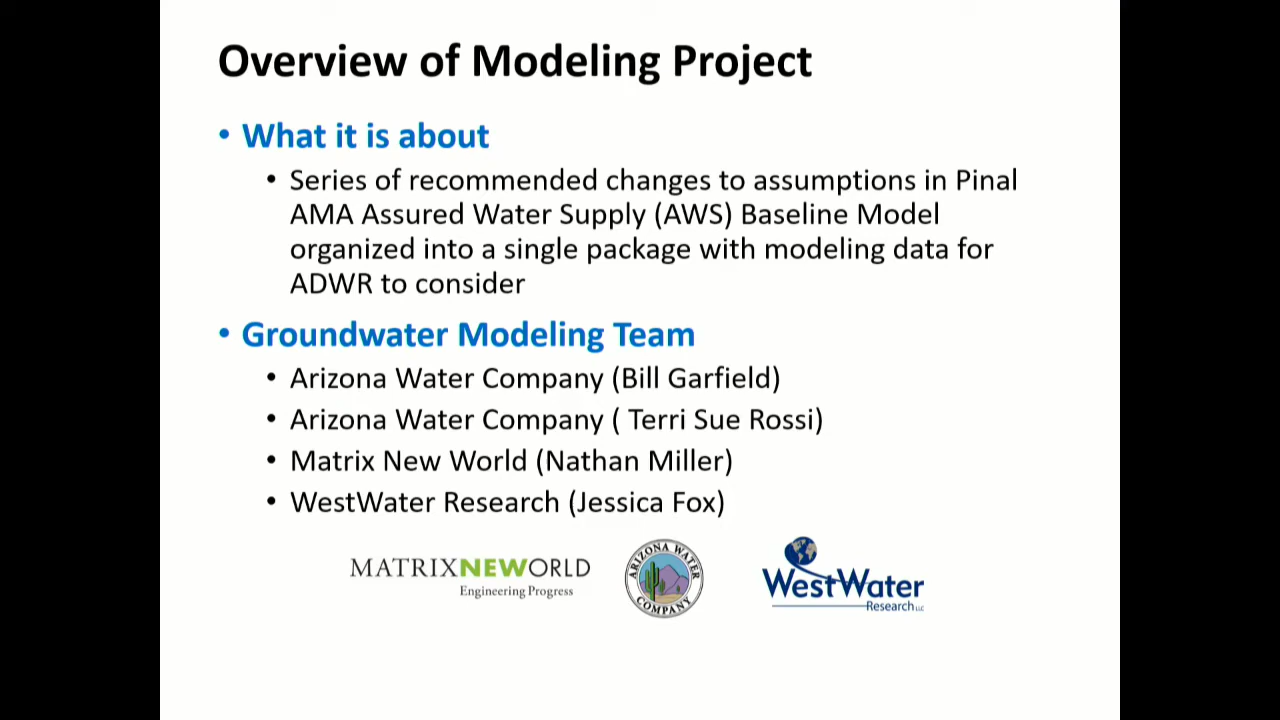 Overview of Modeling Project
• What it is about
• Series of recommended changes to assumptions in Pinal
AMA Assured Water Supply (AWS) Baseline Model
organized into a single package with modeling data for
ADWR to consider
• Groundwater Modeling Team
• Arizona Water Company (Bill Garfield)
• Arizona Water Company ( Terri Sue Rossi)
• Matrix New World (Nathan Miller)
• WestWater Research (Jessica Fox)
MATRIXNEWORLD
Engineering Progress
ARIZONA WATER
COMPANY
WestWater
Research LLC